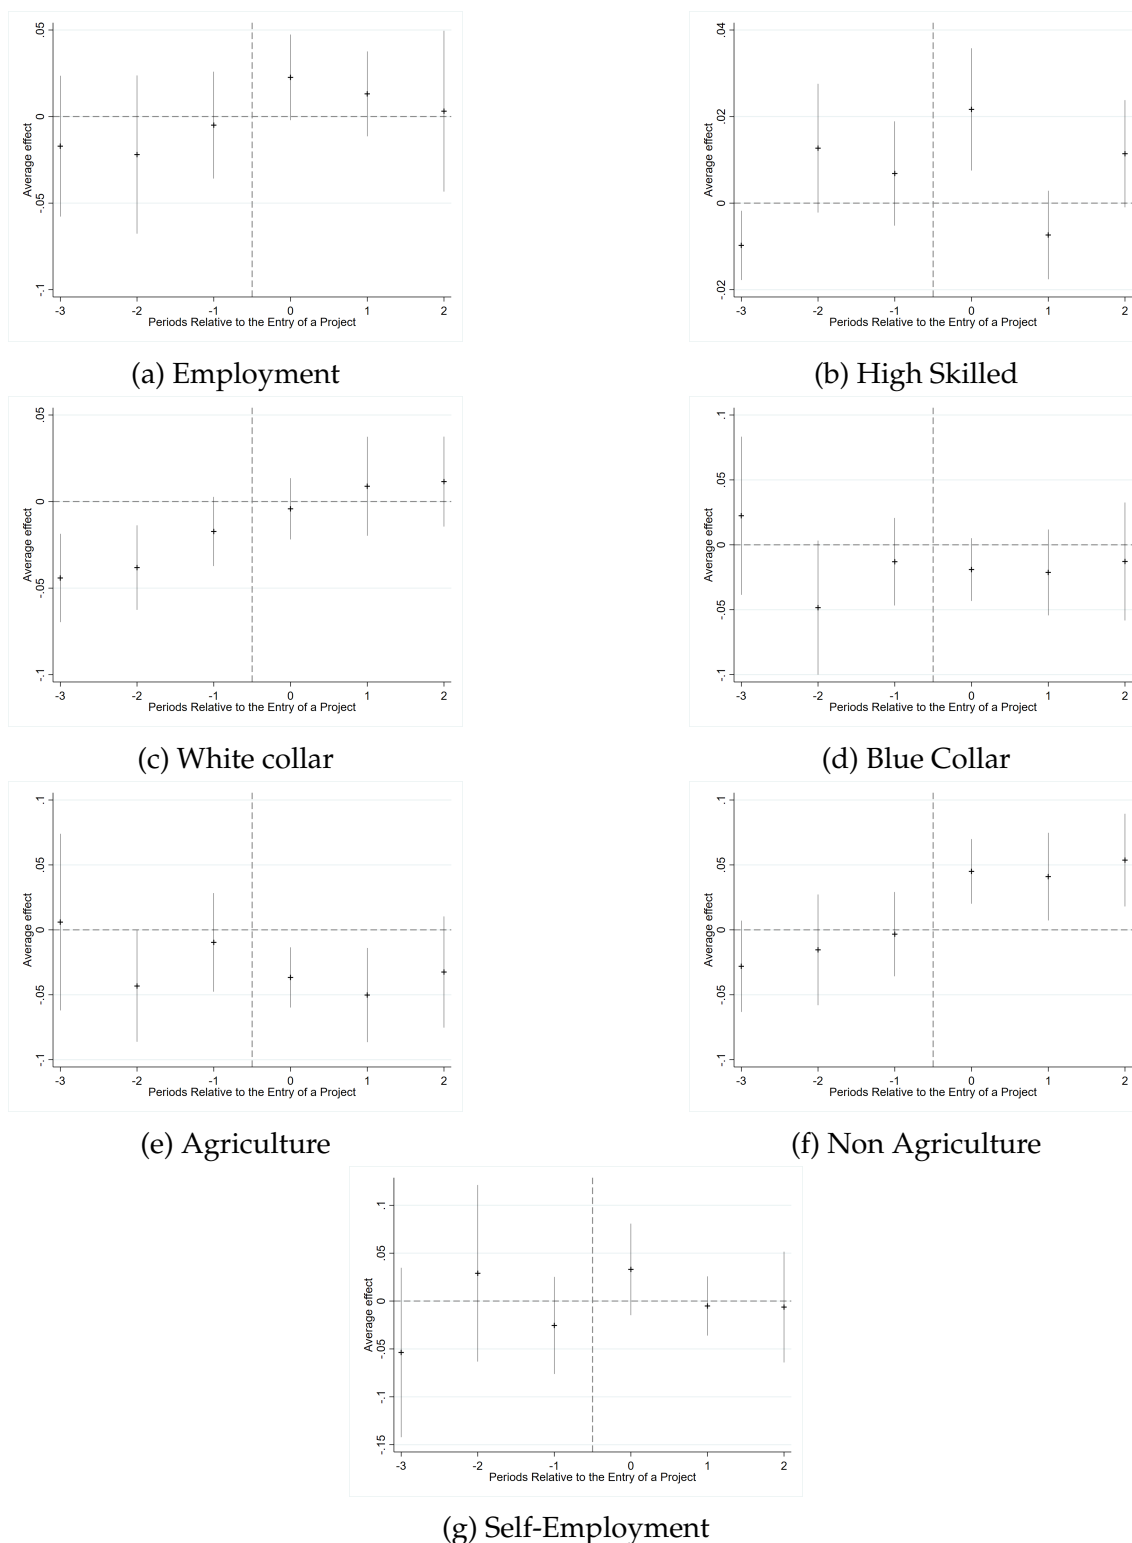 .05
0
-.05
-.1
Average effect
-3 -2 -1 0 1 2
Periods Relative to the Entry of a Project
(a) Employment
.04
.02
0
-.02
Average effect
-3 -2 -1 0 1 2
Periods Relative to the Entry of a Project
(b) High Skilled
.05
0
-.05
-.1
Average effect
-3 -2 -1 0 1 2
Periods Relative to the Entry of a Project
(c) White collar
.1
.05
0
-.05
-.1
Average effect
-3 -2 -1 0 1 2
Periods Relative to the Entry of a Project
(d) Blue Collar
.1
.05
0
-.05
-.1
Average effect
-3 -2 -1 0 1 2
Periods Relative to the Entry of a Project
(e) Agriculture
.1
.05
0
-.05
-.1
Average effect
-3 -2 -1 0 1 2
Periods Relative to the Entry of a Project
(f) Non Agriculture
.1
.05
0
-.05
-.1
-.15
Average effect
-3 -2 -1 0 1 2
Periods Relative to the Entry of a Project
(g) Self-Employment